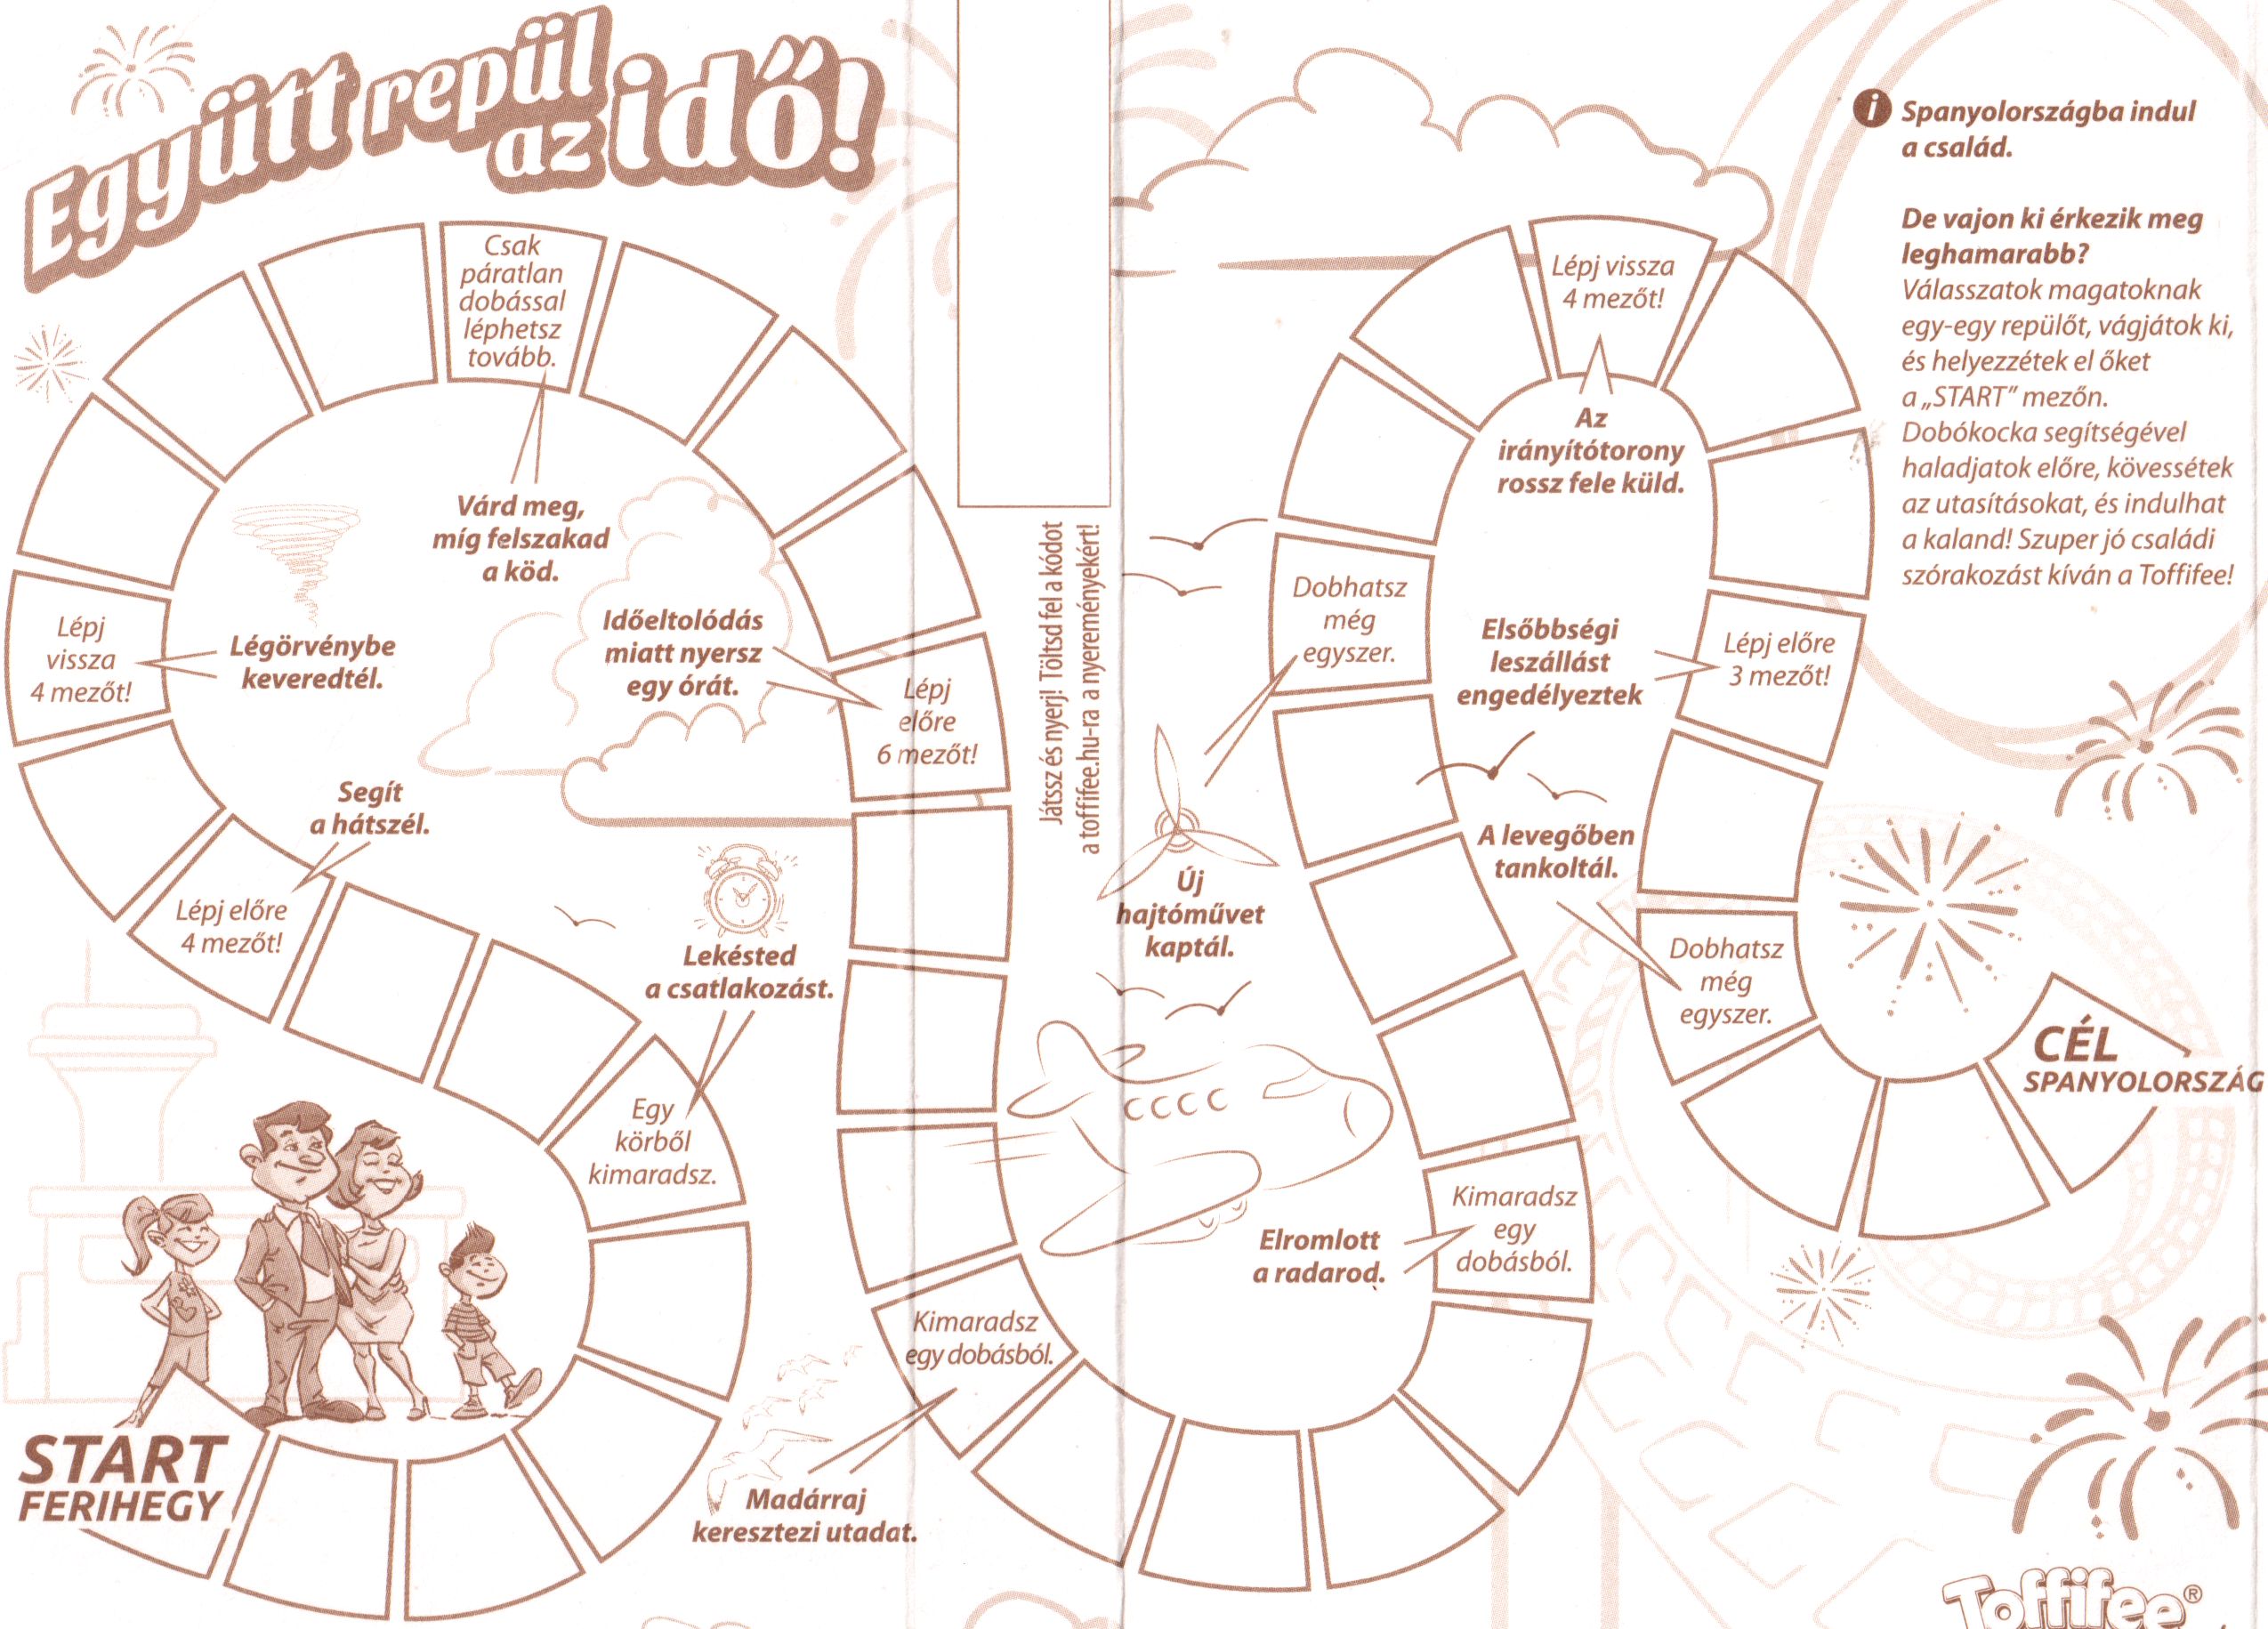 Együtt repül
az idő!
Spanyolországba indul
a család.
De vajon ki érkezik meg
leghamarabb?
Válasszatok magatoknak
egy-egy repülőt, vágjátok ki,
és helyezzétek el őket
a „START” mezőn.
Dobókocka segítségével
haladjatok előre, kövessétek
az utasításokat, és indulhat
a kaland! Szuper jó családi
szórakozást kíván a Toffifee!
START
FERIHEGY
Egy
körből
kimaradsz.
Lekésted
a csatlakozást.
Lépj előre
4 mezőt!
Segít
a hátszél.
Lépj
vissza
4 mezőt!
Légörvénybe
keveredtél.
Csak
páratlan
dobással
léphetsz
tovább.
Várd meg,
míg felszakad
a köd.
Időeltolódás
miatt nyersz
egy órát.
Lépj
előre
6 mezőt!
Kimaradsz
egy dobásból.
Madárraj
keresztezi utadat.
Játssz és nyerj! Töltsd fel a kódot
a toffifee.hu-ra a nyereményekért!
Kimaradsz
egy
dobásból.
Elromlott
a radarod.
Dobhatsz
még
egyszer.
Új
hajtóművet
kaptál.
Lépj vissza
4 mezőt!
Az
irányítótorony
rossz fele küld.
Lépj előre
3 mezőt!
Elsőbbségi
leszállást
engedélyeztek
A levegőben
tankoltál.
Dobhatsz
még
egyszer.
CÉL
SPANYOLORSZÁG
Toffifee®